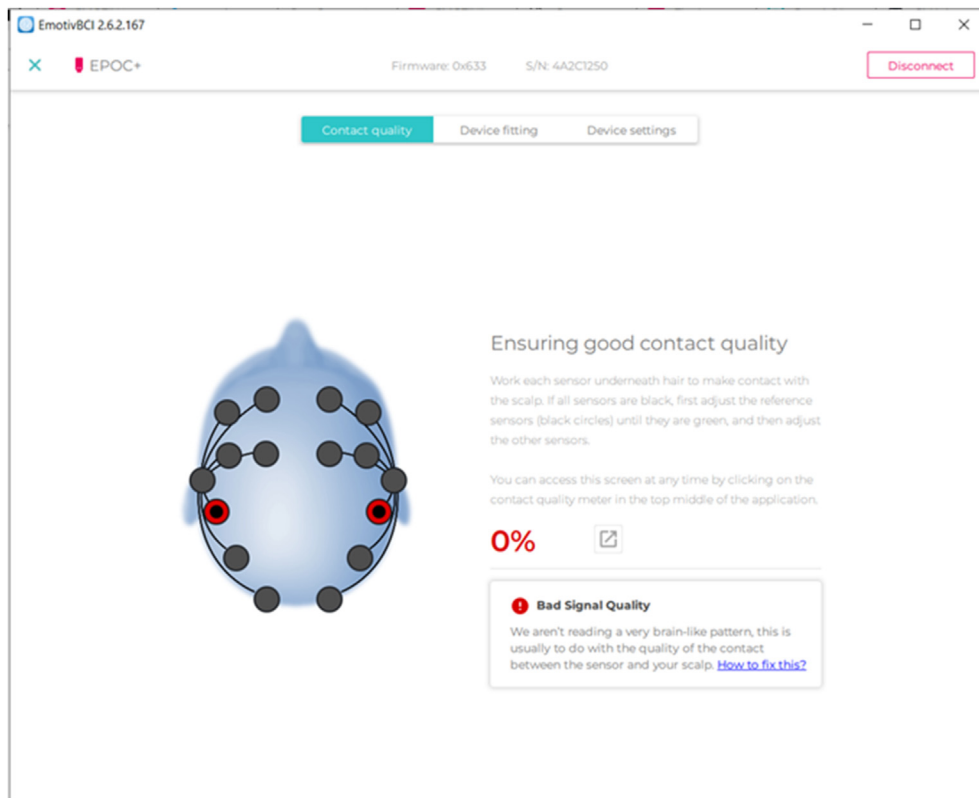 EmotivBCI 2.6.2.167
EPOC+
Firmware: 0x633 S/N: 4A2C1250
Disconnect
Contact quality Device fitting Device settings
Ensuring good contact quality
Work each sensor underneath hair to make contact with
the scalp. If all sensors are black, first adjust the reference
sensors (black circles) until they are green, and then adjust
the other sensors.
You can access this screen at any time by clicking on the
contact quality meter in the top middle of the application.
0%
Bad Signal Quality
We aren't reading a very brain-like pattern, this is
usually to do with the quality of the contact
between the sensor and your scalp. How to fix this?